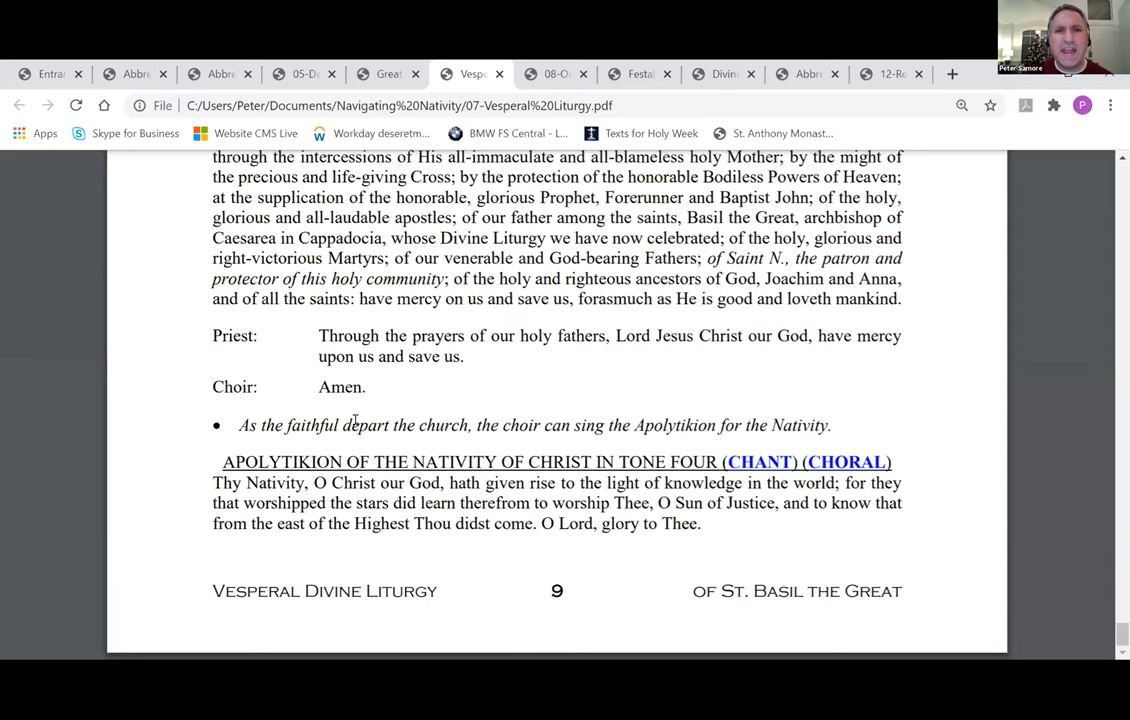 Peter Samore
Entra
Abbre
Abbre
05-De
Great
Vespe
08-O
Festal
Divin
Abbre
12-Re
File C:/Users/Peter/Documents/Navigating%20Nativity/07-Vesperal%20Liturgy.pdf
P
Apps Skype for Business Website CMS Live Workday deseretm... BMW FS Central - L... Texts for Holy Week St. Anthony Monast...
through the intercessions of His all-immaculate and all-blameless holy Mother; by the might of
the precious and life-giving Cross; by the protection of the honorable Bodiless Powers of Heaven;
at the supplication of the honorable, glorious Prophet, Forerunner and Baptist John; of the holy,
glorious and all-laudable apostles; of our father among the saints, Basil the Great, archbishop of
Caesarea in Cappadocia, whose Divine Liturgy we have now celebrated; of the holy, glorious and
right-victorious Martyrs; of our venerable and God-bearing Fathers; of Saint N., the patron and
protector of this holy community; of the holy and righteous ancestors of God, Joachim and Anna,
and of all the saints: have mercy on us and save us, forasmuch as He is good and loveth mankind.
Priest: Through the prayers of our holy fathers, Lord Jesus Christ our God, have mercy
upon us and save us.
Choir: Amen.
• As the faithful depart the church, the choir can sing the Apolytikion for the Nativity.
APOLYTIKION OF THE NATIVITY OF CHRIST IN TONE FOUR (CHANT) (CHORAL)
Thy Nativity, O Christ our God, hath given rise to the light of knowledge in the world; for they
that worshipped the stars did learn therefrom to worship Thee, O Sun of Justice, and to know that
from the east of the Highest Thou didst come. O Lord, glory to Thee.
VESPERAL DIVINE LITURGY 9 OF ST. BASIL THE GREAT